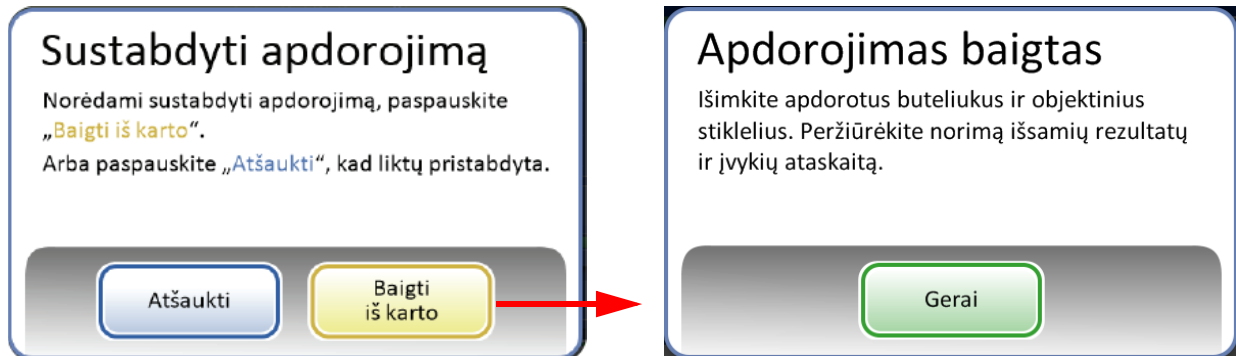 Sustabdyti apdorojimą
Norėdami sustabdyti apdorojimą, paspauskite
„Baigti iš karto“.
Arba paspauskite „Atšaukti“, kad liktų pristabdyta.
Atšaukti
Baigti
iš karto
Apdorojimas baigtas
Išimkite apdorotus buteliukus ir objektinius
stiklelius. Peržiūrėkite norimą išsamių rezultatų
ir įvykių ataskaitą.
Gerai